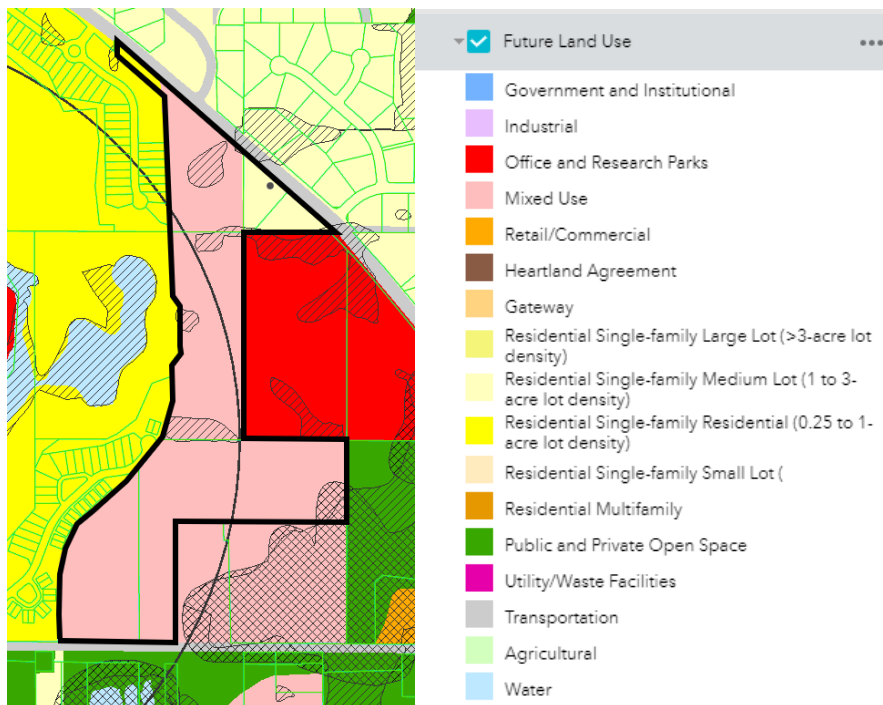 Future Land Use
Government and Institutional
Industrial
Office and Research Parks
Mixed Use
Retail/Commercial
Heartland Agreement
Gateway
Residential Single-family Large Lot (>3-acre lot
density)
Residential Single-family Medium Lot (1 to 3-
acre lot density)
Residential Single-family Residential (0.25 to 1-
acre lot density)
Residential Single-family Small Lot (
Residential Multifamily
Public and Private Open Space
Utility/Waste Facilities
Transportation
Agricultural
Water